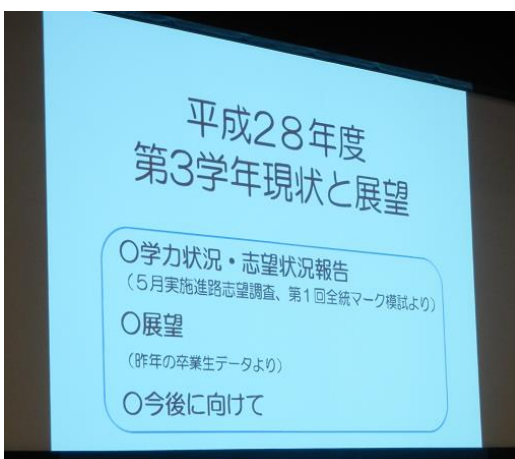 平成28年度
第3学年現状と展望
〇学力状況・志望状況報告
（5月実施進路志望調査、第1回全統マーク模試より）
〇展望
（昨年の卒業生データより）
〇今後に向けて